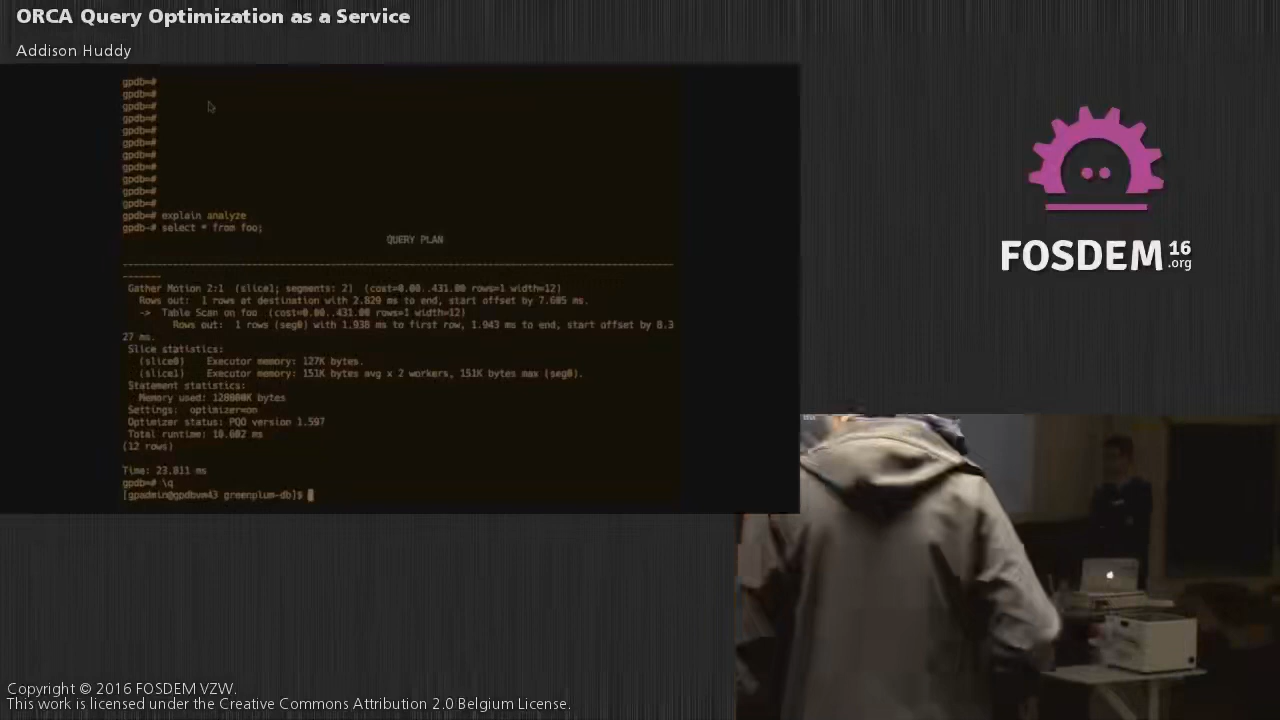 ORCA Query Optimization as a Service
Addison Huddy
gpdb=#
gpdb=#
gpdb=#
gpdb=#
gpdb=#
gpdb=#
gpdb=#
gpdb=#
gpdb=#
gpdb=#
gpdb=#
gpdb=# explain analyze
gpdb-# select * from foo;
QUERY PLAN
--------------------------------------------------------------------------------------------------
-------
Gather Motion 2:1 (slice1; segments: 2) (cost=0.00..431.00 rows=1 width=12)
Rows out: 1 rows at destination with 2.829 ms to end, start offset by 7.605 ms.
-> Table Scan on foo (cost=0.00..431.00 rows=1 width=12)
Rows out: 1 rows (seg0) with 1.938 ms to first row, 1.943 ms to end, start offset by 8.3
27 ms.
Slice statistics:
(slice0) Executor memory: 127K bytes.
(slice1) Executor memory: 151K bytes avg x 2 workers, 151K bytes max (seg0).
Statement statistics:
Memory used: 128000K bytes
Settings: optimizer=on
Optimizer status: PQO version 1.597
Total runtime: 10.602 ms
(12 rows)
Time: 23.811 ms
gpdb=# \q
[gpadmin@gpdbvm43 greenplum-db]$
FOSDEM 16
.org
Copyright © 2016 FOSDEM VZW.
This work is licensed under the Creative Commons Attribution 2.0 Belgium License.